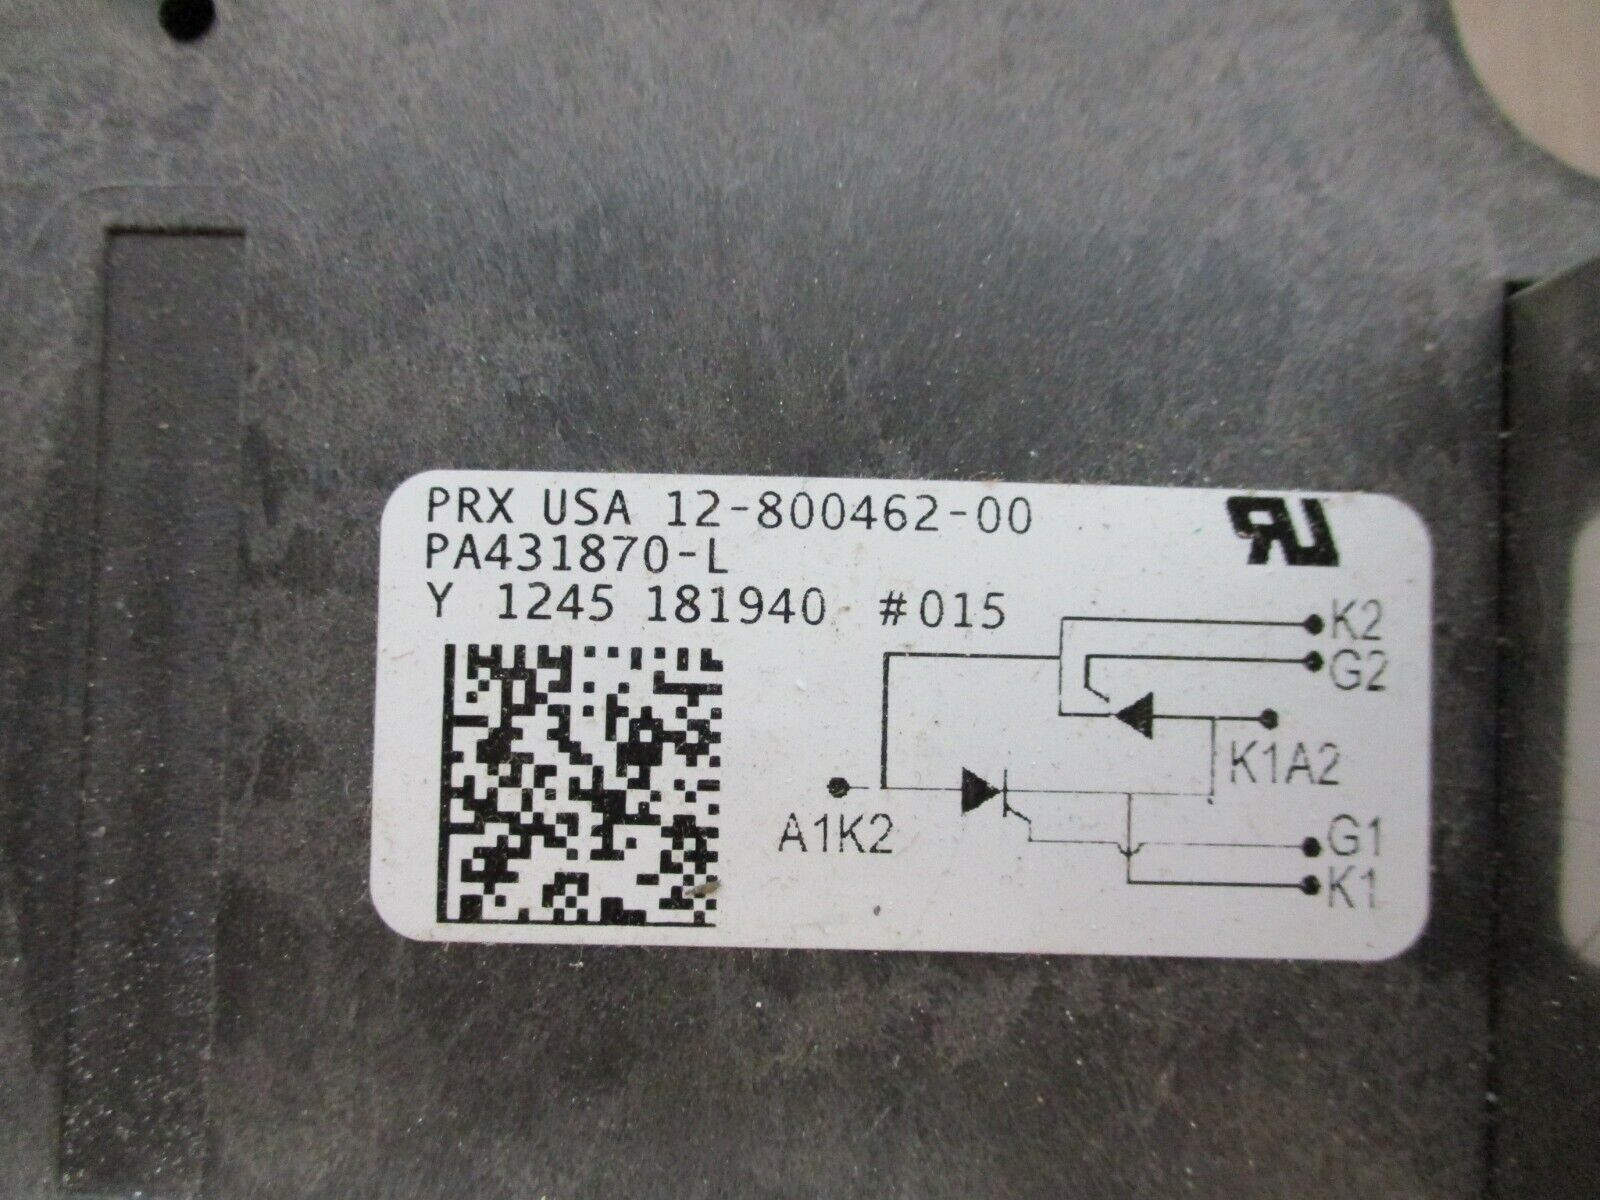 PRX USA 12-800462-00
PA431870-L
Y 1245 181940 #015
K2
G2
K1A2
A1K2
G1
K1